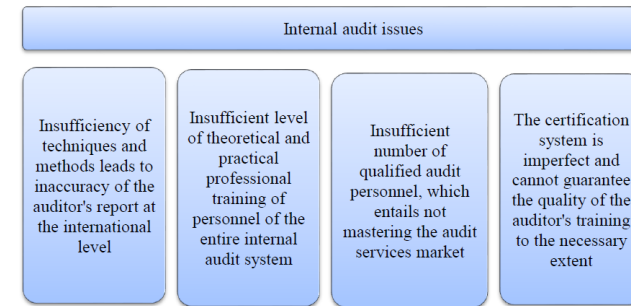 Internal audit issues
Insufficiency of
techniques and
methods leads to
inaccuracy of the
auditor's report at
the international
level
Insufficient level
of theoretical and
practical
professional
training of
personnel of the
entire internal
audit system
Insufficient
number of
qualified audit
personnel, which
entails not
mastering the audit
services market
The certification
system is
imperfect and
cannot guarantee
the quality of the
auditor's training
to the necessary
extent